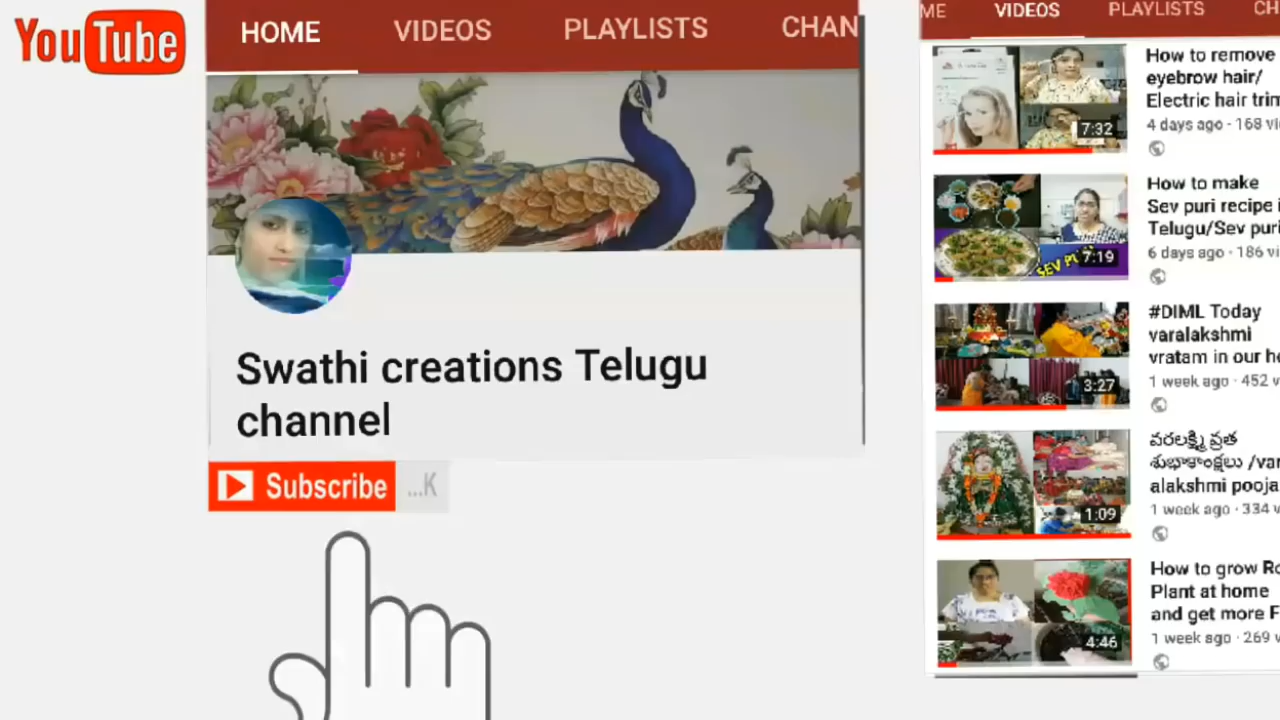 YouTube
HOME VIDEOS PLAYLISTS CHAN
Swathi creations Telugu
channel
Subscribe ...K
ME VIDEOS PLAYLISTS CH
How to remove
eyebrow hair/
Electric hair trim
4 days ago · 168 vi
7:32
How to make
Sev puri recipe i
Telugu/Sev puri
6 days ago · 186 vi
SEV PU
7:19
#DIML Today
varalakshmi
vratam in our ho
1 week ago · 452 v
3:27
వరలక్ష్మి వ్రత
శుభాకాంక్షలు /var
alakshmi pooja
1 week ago · 334 v
1:09
How to grow Ro
Plant at home
and get more F
1 week ago · 269 v
4:46